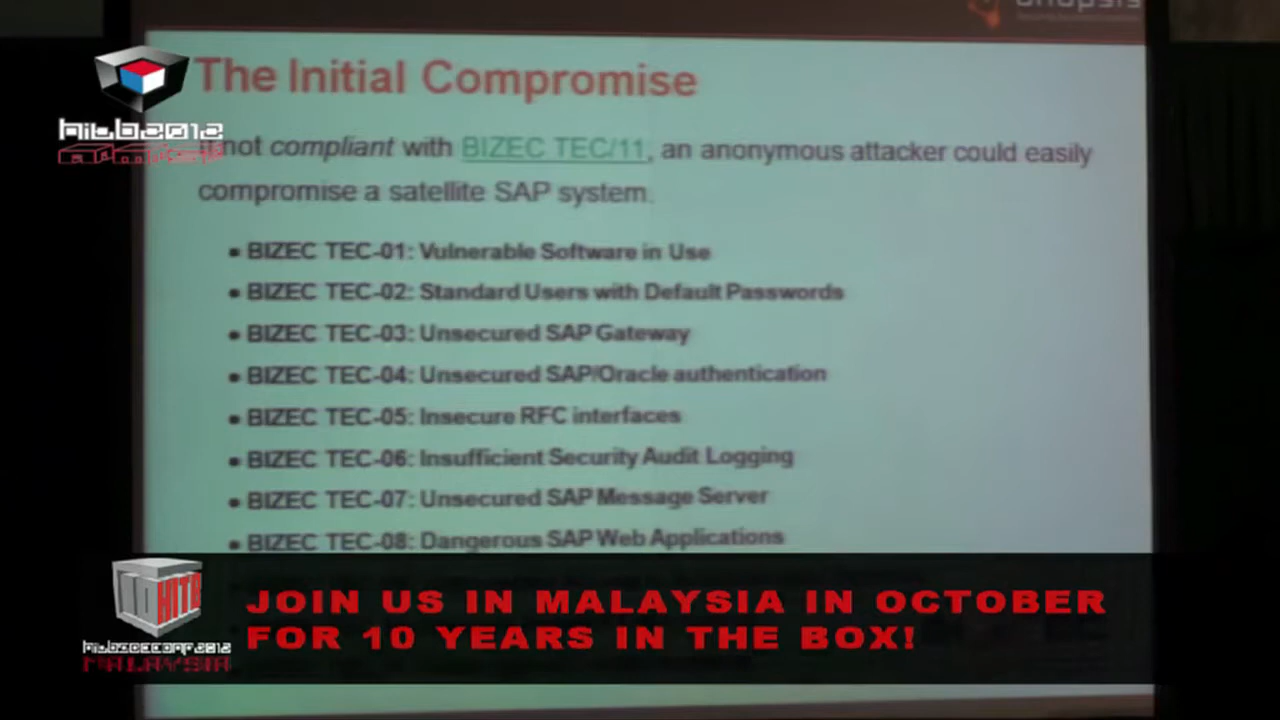 The Initial Compromise
not compliant with BIZEC TEC/11, an anonymous attacker could easily
compromise a satellite SAP system.
• BIZEC TEC-01: Vulnerable Software in Use
• BIZEC TEC-02: Standard Users with Default Passwords
• BIZEC TEC-03: Unsecured SAP Gateway
• BIZEC TEC-04: Unsecured SAP/Oracle authentication
• BIZEC TEC-05: Insecure RFC interfaces
• BIZEC TEC-06: Insufficient Security Audit Logging
• BIZEC TEC-07: Unsecured SAP Message Server
• BIZEC TEC-08: Dangerous SAP Web Applications
HITB2012
HITB
JOIN US IN MALAYSIA IN OCTOBER
FOR 10 YEARS IN THE BOX!
MALAYSIA